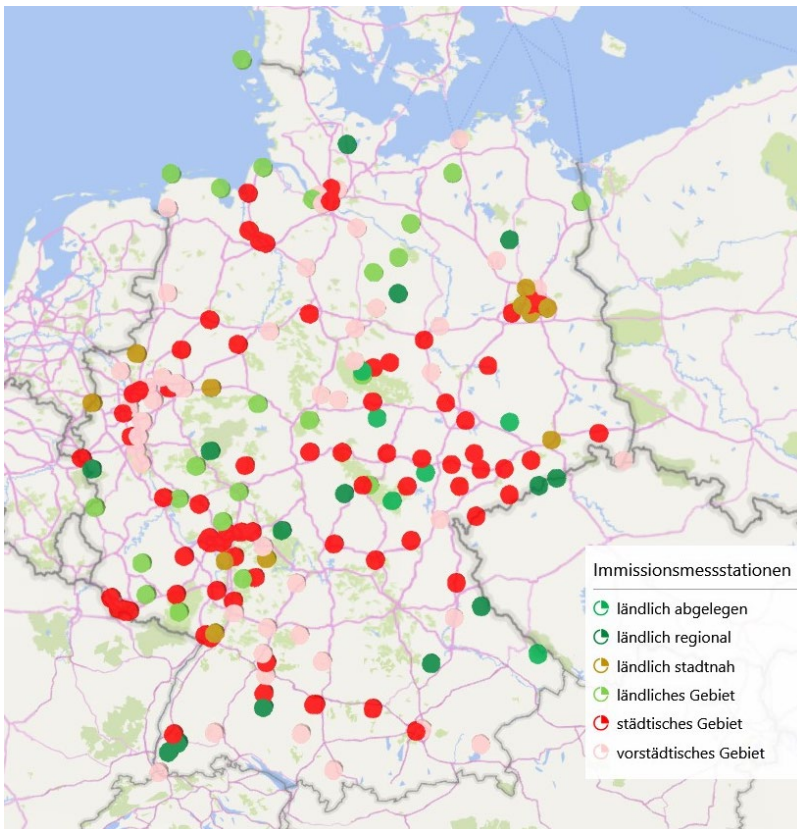 Immissionsmessstationen
ländlich abgelegen
ländlich regional
ländlich stadtnah
ländliches Gebiet
städtisches Gebiet
vorstädtisches Gebiet